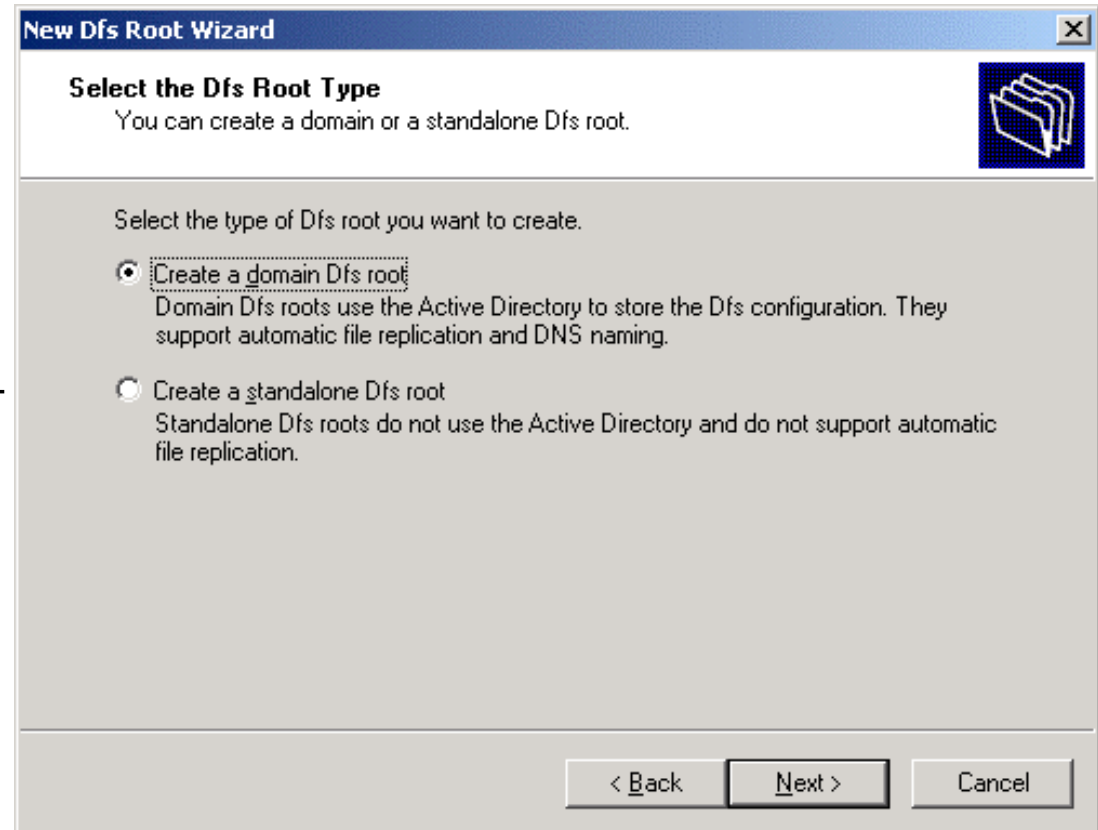 New Dfs Root Wizard
Select the Dfs Root Type
You can create a domain or a standalone Dfs root.
Select the type of Dfs root you want to create.
Create a domain Dfs root
Domain Dfs roots use the Active Directory to store the Dfs configuration. They
support automatic file replication and DNS naming.
Create a standalone Dfs root
Standalone Dfs roots do not use the Active Directory and do not support automatic
file replication.
< Back
Next >
Cancel